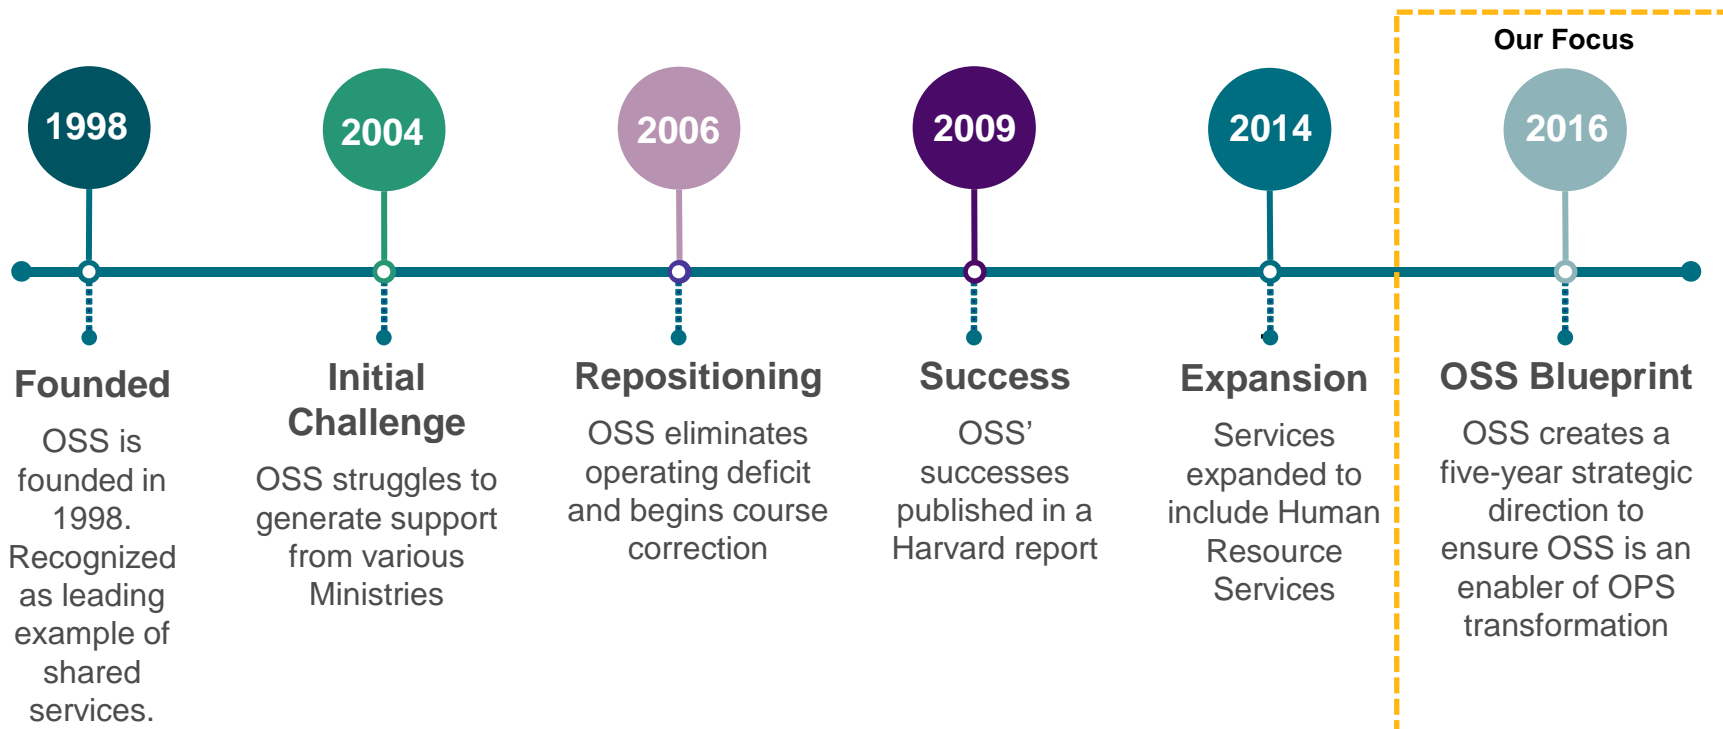 Our Focus
1998
2004
2006
2009
2014
2016
Founded
OSS is
founded in
1998.
Recognized
as leading
example of
shared
services.
Initial
Challenge
OSS struggles to
generate support
from various
Ministries
Repositioning
OSS eliminates
operating deficit
and begins course
correction
Success
OSS’
successes
published in a
Harvard report
Expansion
Services
expanded to
include Human
Resource
Services
OSS Blueprint
OSS creates a
five-year strategic
direction to
ensure OSS is an
enabler of OPS
transformation